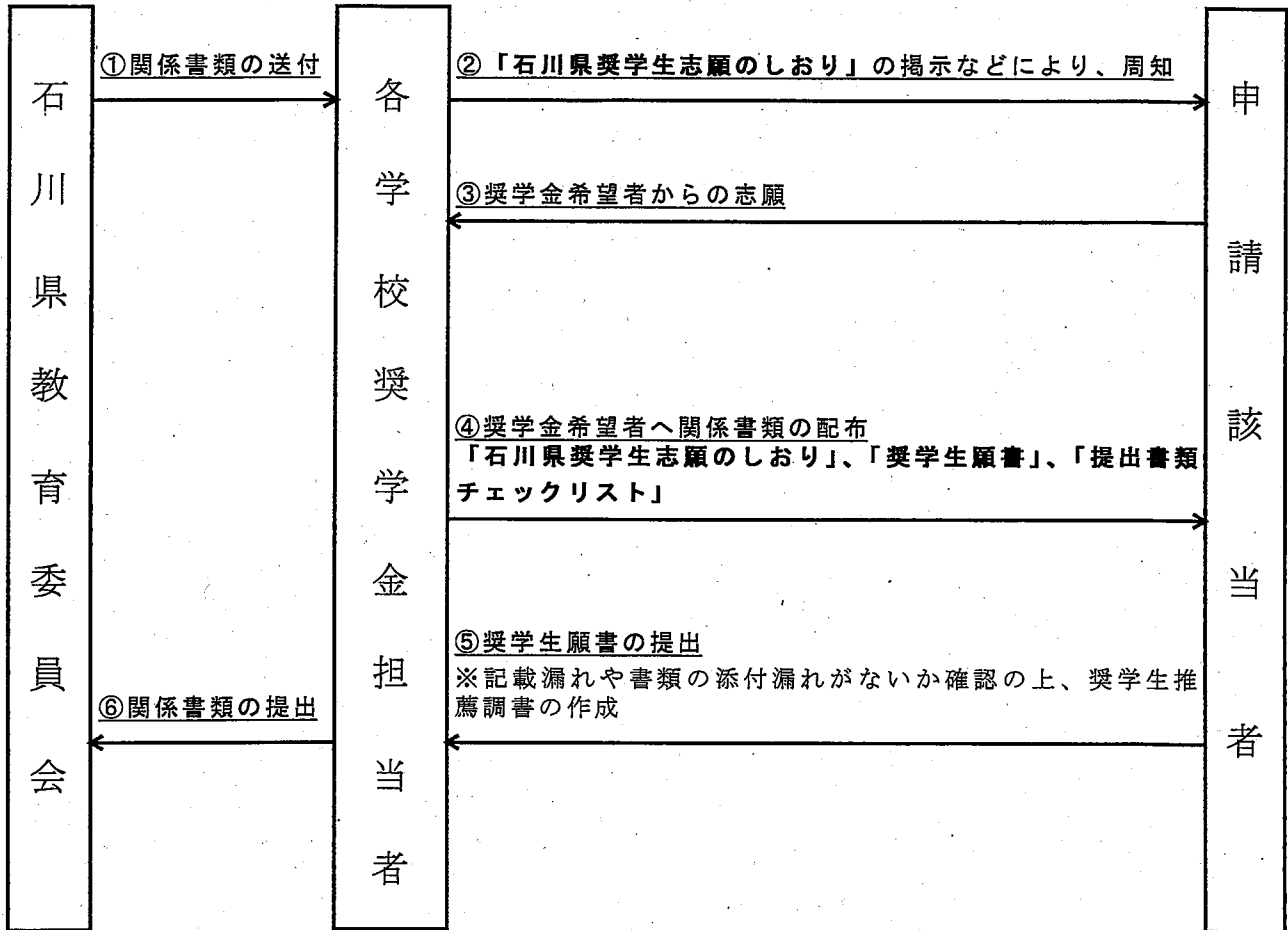 石川県教育委員会
①関係書類の送付
各学校奨学金担当者
②「石川県奨学生志願のしおり」の掲示などにより、周知
申請該当者
③奨学金希望者からの志願
④奨学金希望者へ関係書類の配布
「石川県奨学生志願のしおり」、「奨学生願書」、「提出書類
チェックリスト」
⑤奨学生願書の提出
※記載漏れや書類の添付漏れがないか確認の上、奨学生推
薦調書の作成
⑥関係書類の提出